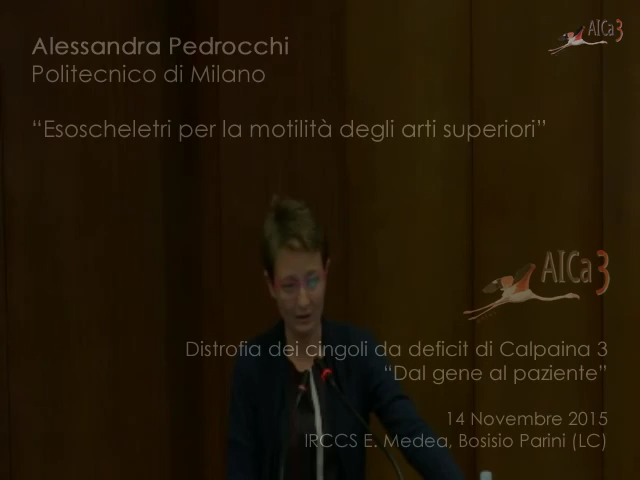 Alessandra Pedrocchi
AICa3
Politecnico di Milano
“Esoscheletri per la motilità degli arti superiori”
AICa3
Distrofia dei cingoli da deficit di Calpaina 3
“Dal gene al paziente”
14 Novembre 2015
IRCCS E. Medea, Bosisio Parini (LC)